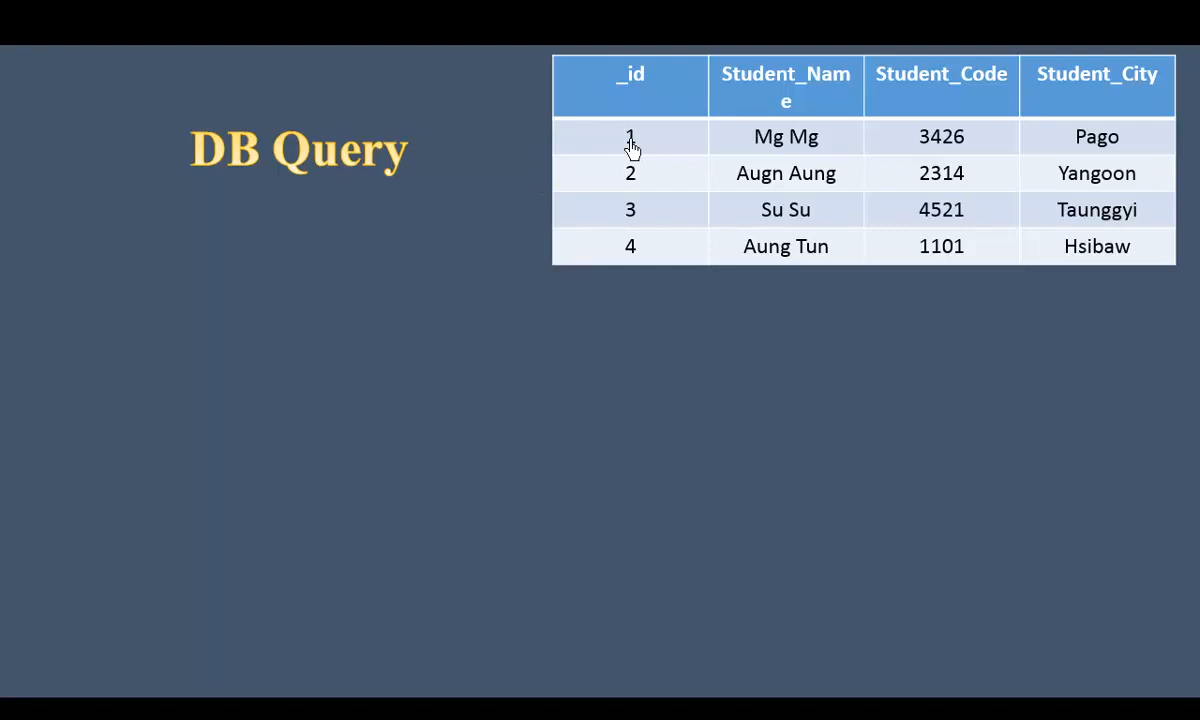 DB Query
_id Student_Nam Student_Code Student_City
e
1 Mg Mg 3426 Pago
2 Augn Aung 2314 Yangoon
3 Su Su 4521 Taunggyi
4 Aung Tun 1101 Hsibaw